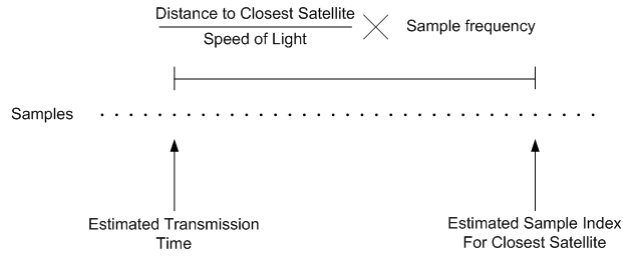 Distance to Closest Satellite
Speed of Light
Sample frequency
Samples
Estimated Transmission
Time
Estimated Sample Index
For Closest Satellite